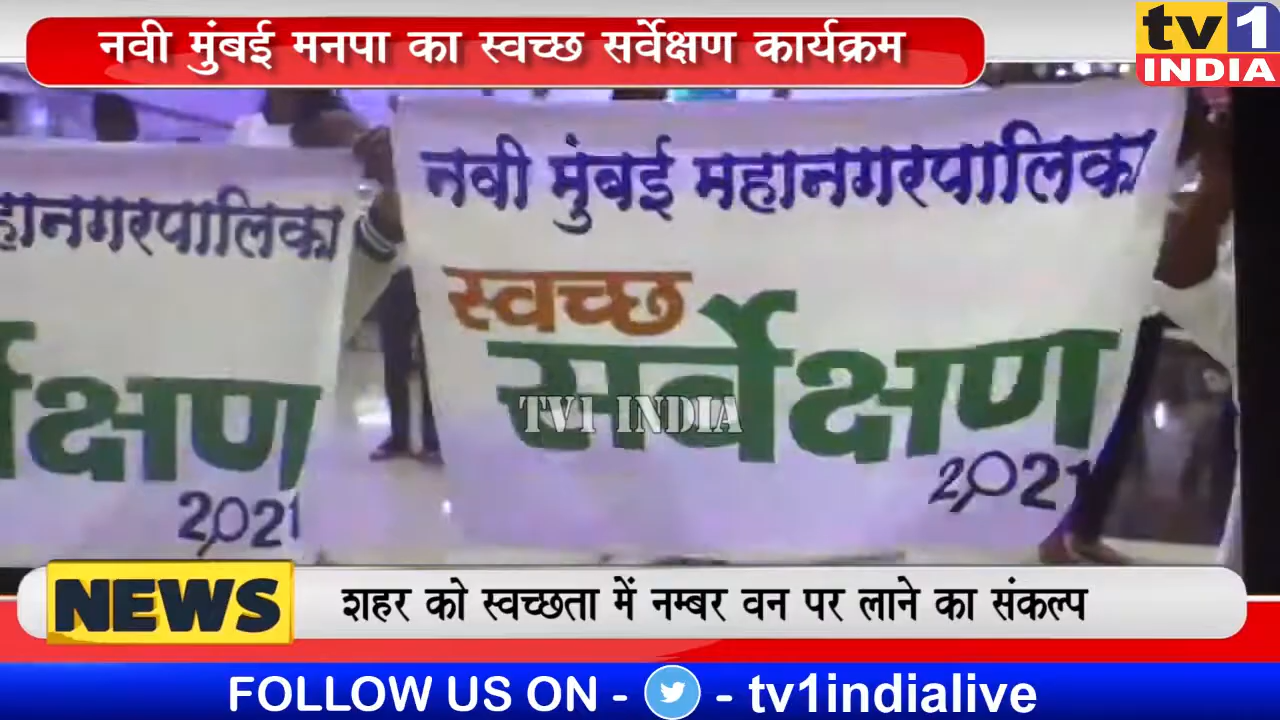 नवी मुंबई मनपा का स्वच्छ सर्वेक्षण कार्यक्रम
tv1
INDIA
हानगरपालिका
र्वेक्षण
2021
नवी मुंबई महानगरपालिका
स्वच्छ
सर्वेक्षण
2021
TV1 INDIA
NEWS
शहर को स्वच्छता में नम्बर वन पर लाने का संकल्प
FOLLOW US ON - - tv1indialive